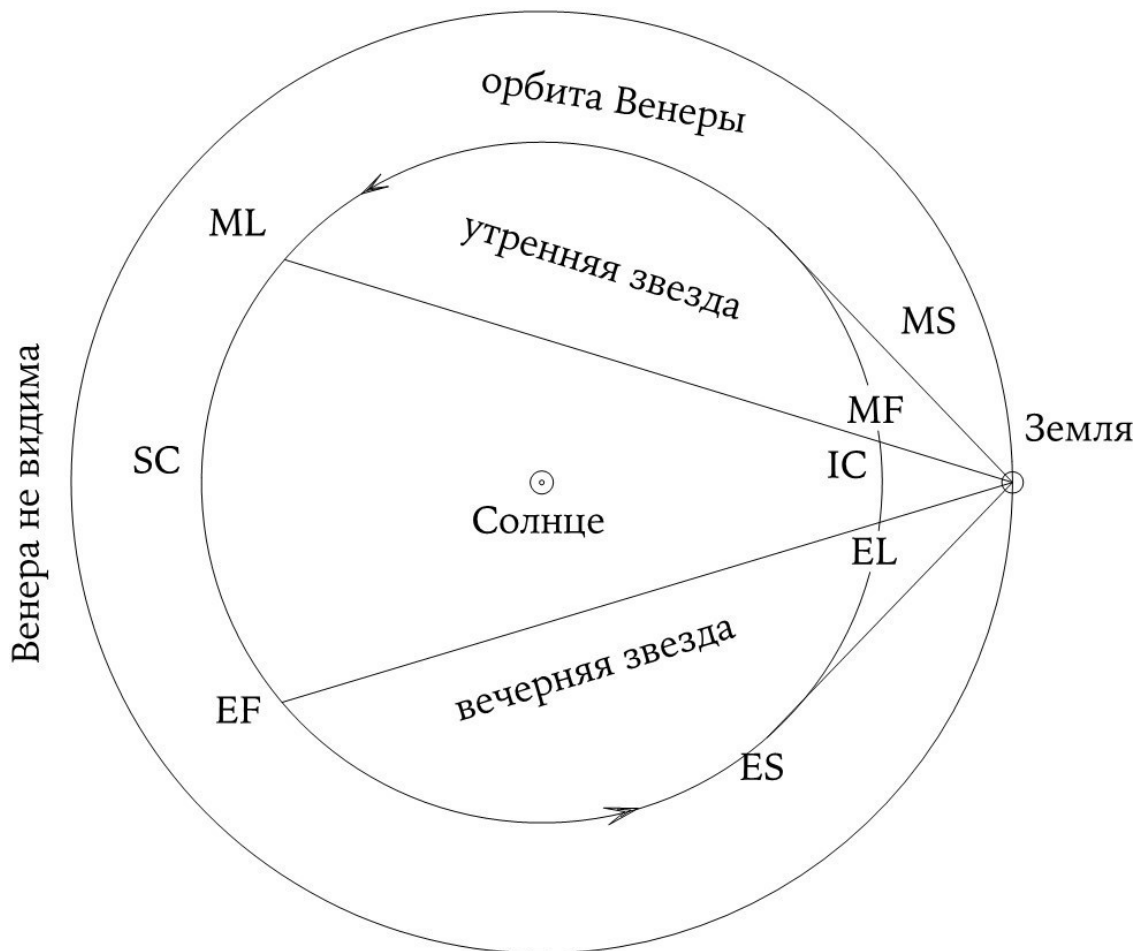 орбита Венеры
ML
утренняя звезда
MS
MF
Земля
Венера не видима
SC
IC
Солнце
EL
вечерняя звезда
EF
ES